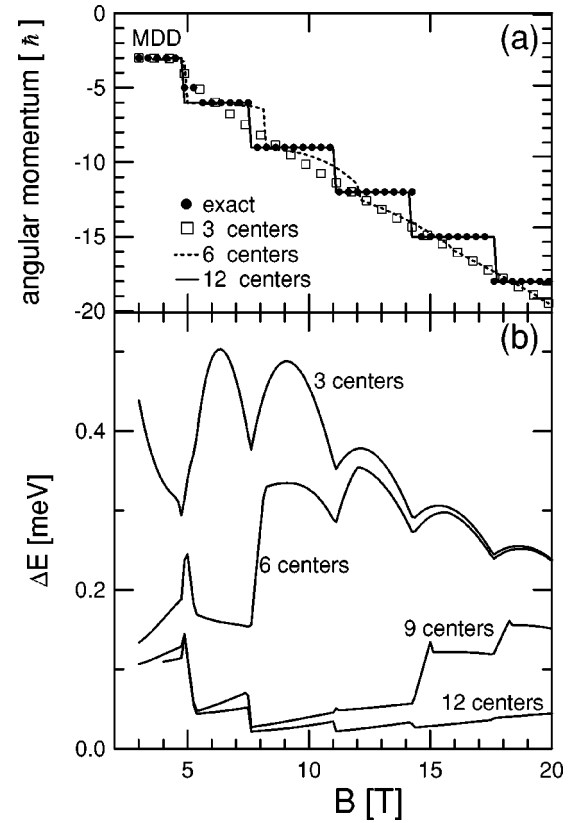 0
MDD
(a)
-5
-10
-15
-20
angular momentum [ ħ ]
exact
3 centers
6 centers
12 centers
(b)
3 centers
0.4
6 centers
0.2
9 centers
12 centers
0.0
ΔE [meV]
5
10
15
20
B [T]